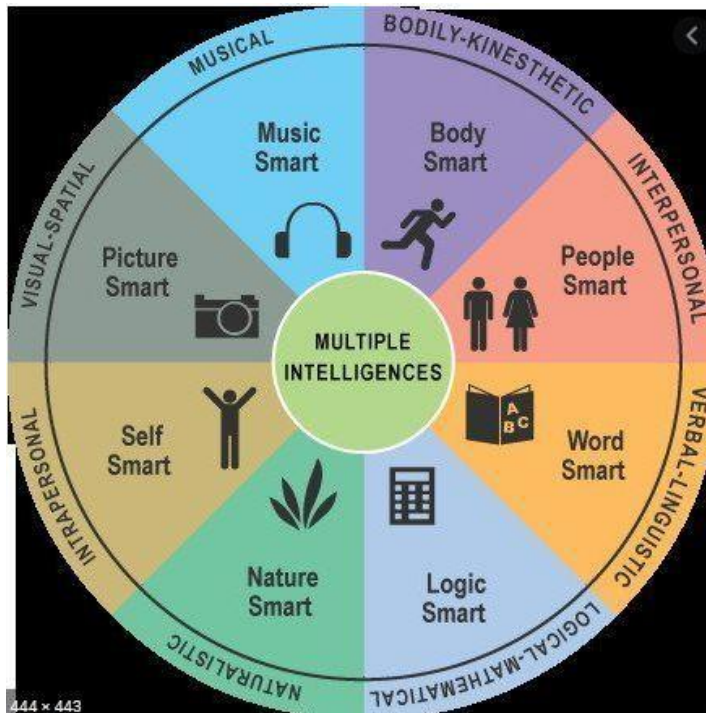 MUSICAL
BODILY-KINESTHETIC
INTERPERSONAL
VERBAL-LINGUISTIC
LOGICAL-MATHEMATICAL
NATURALISTIC
INTRAPERSONAL
VISUAL-SPATIAL
Music
Smart
Body
Smart
People
Smart
Word
Smart
Logic
Smart
Nature
Smart
Self
Smart
Picture
Smart
MULTIPLE
INTELLIGENCES
A
B C
444 × 443